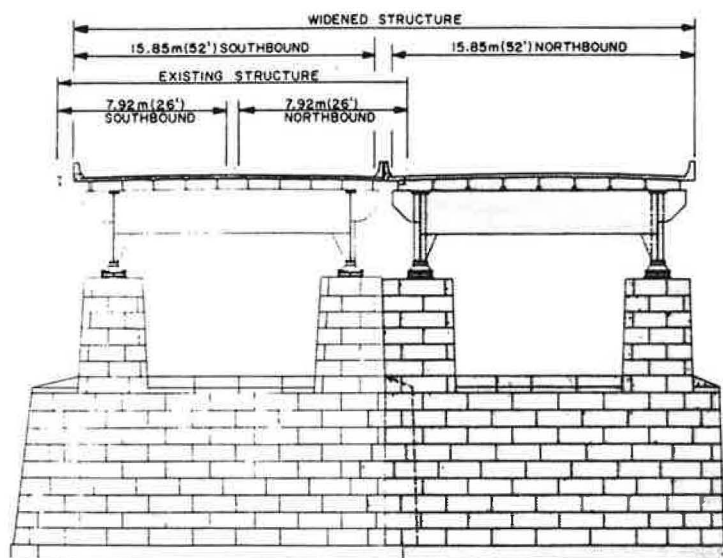 WIDENED STRUCTURE
15.85m(52') SOUTHBOUND
15.85m(52') NORTHBOUND
EXISTING STRUCTURE
7.92m(26')
SOUTHBOUND
7.92m(26')
NORTHBOUND